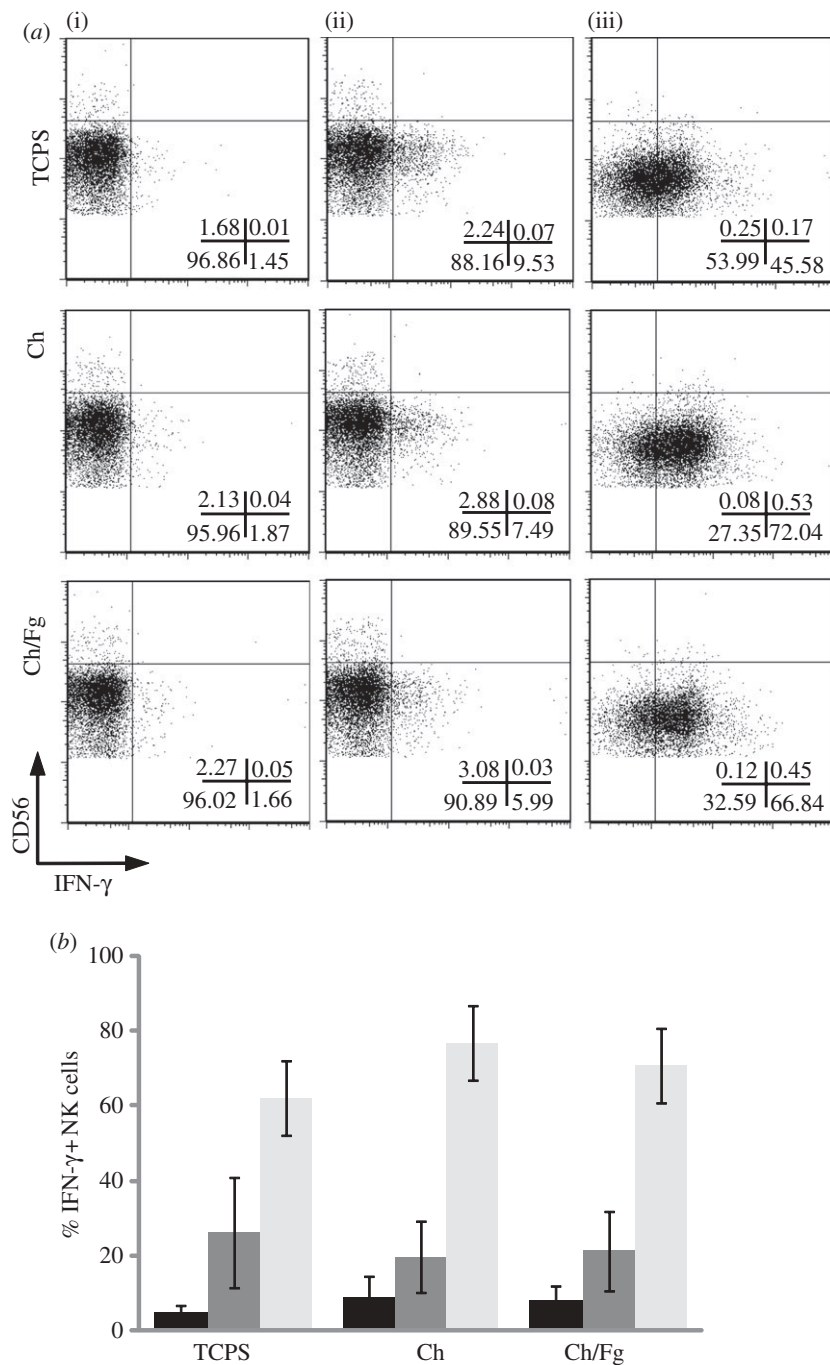 (a) (i) (ii) (iii)
TCPS
1.68 0.01
96.86 1.45
2.24 0.07
88.16 9.53
0.25 0.17
53.99 45.58
Ch
2.13 0.04
95.96 1.87
2.88 0.08
89.55 7.49
0.08 0.53
27.35 72.04
Ch/Fg
2.27 0.05
96.02 1.66
3.08 0.03
90.89 5.99
0.12 0.45
32.59 66.84
CD56
IFN-γ
(b)
% IFN-γ+ NK cells
100
80
60
40
20
0
TCPS Ch Ch/Fg